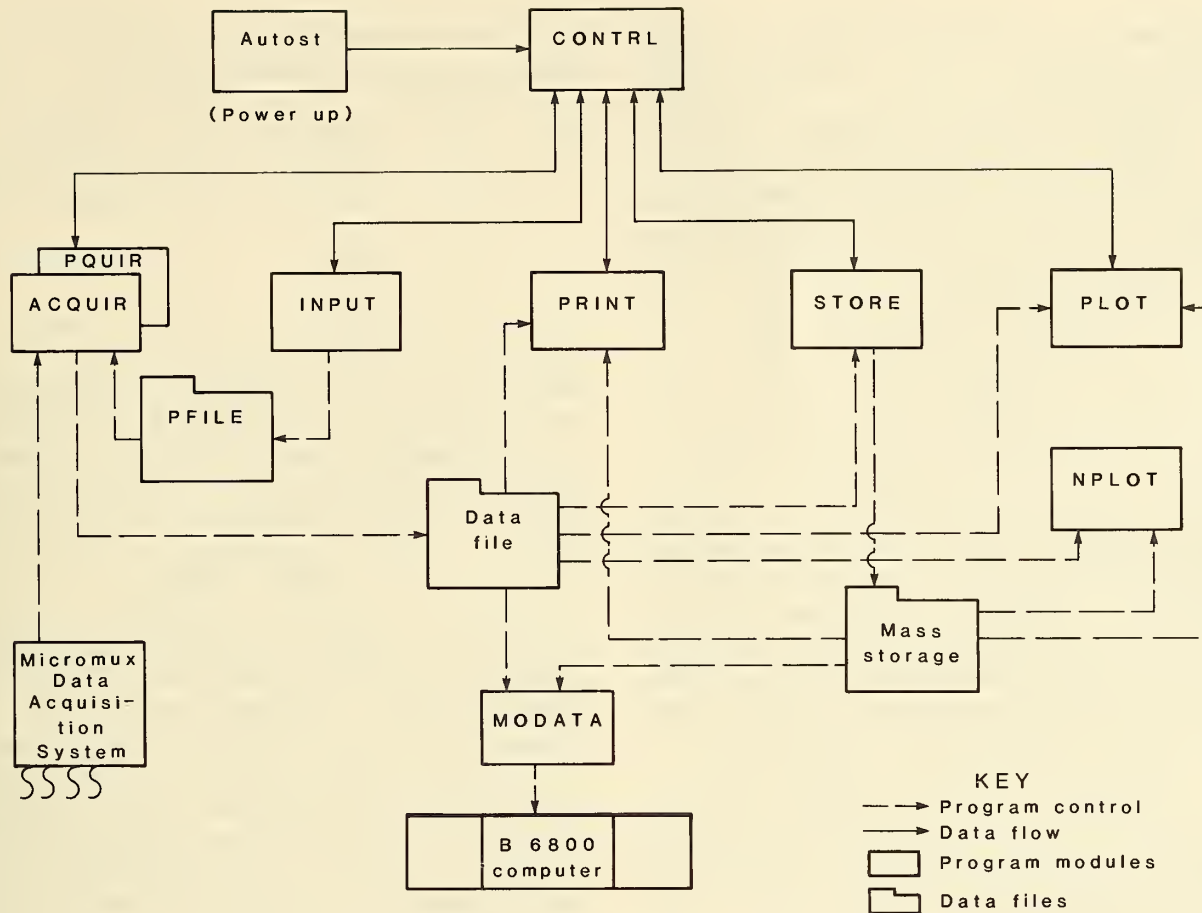 Autost
CONTRL
(Power up)
PQUIR
ACQUIR
INPUT
PRINT
STORE
PLOT
PFILE
NPLOT
Data
file
Mass
storage
Micromux
Data
Acquisi-
tion
System
MODATA
B 6800
computer
KEY
Program control
Data flow
Program modules
Data files